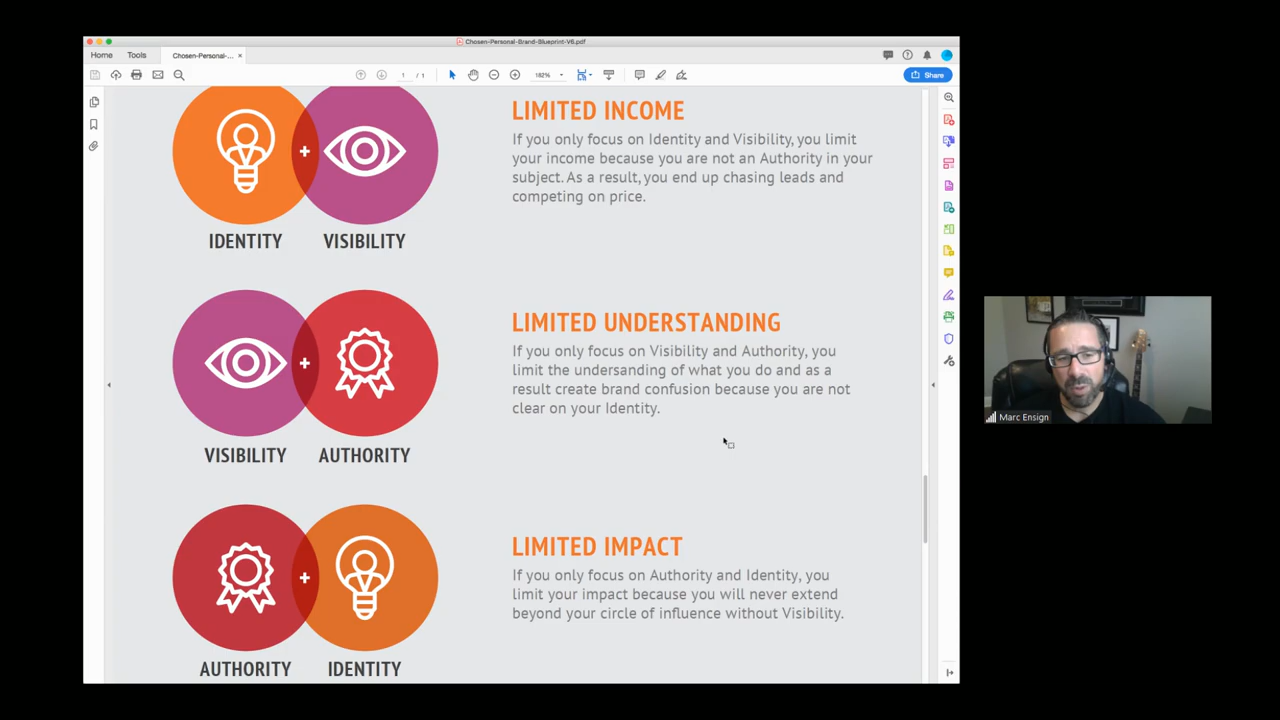 Chosen-Personal-Brand-Blueprint-V6.pdf
Home Tools Chosen-Personal-... ×
1 / 1 162% Share
LIMITED INCOME
If you only focus on Identity and Visibility, you limit
your income because you are not an Authority in your
subject. As a result, you end up chasing leads and
competing on price.
IDENTITY VISIBILITY
LIMITED UNDERSTANDING
If you only focus on Visibility and Authority, you
limit the undersanding of what you do and as a
result create brand confusion because you are not
clear on your Identity.
Marc Ensign
VISIBILITY AUTHORITY
LIMITED IMPACT
If you only focus on Authority and Identity, you
limit your impact because you will never extend
beyond your circle of influence without Visibility.
AUTHORITY IDENTITY